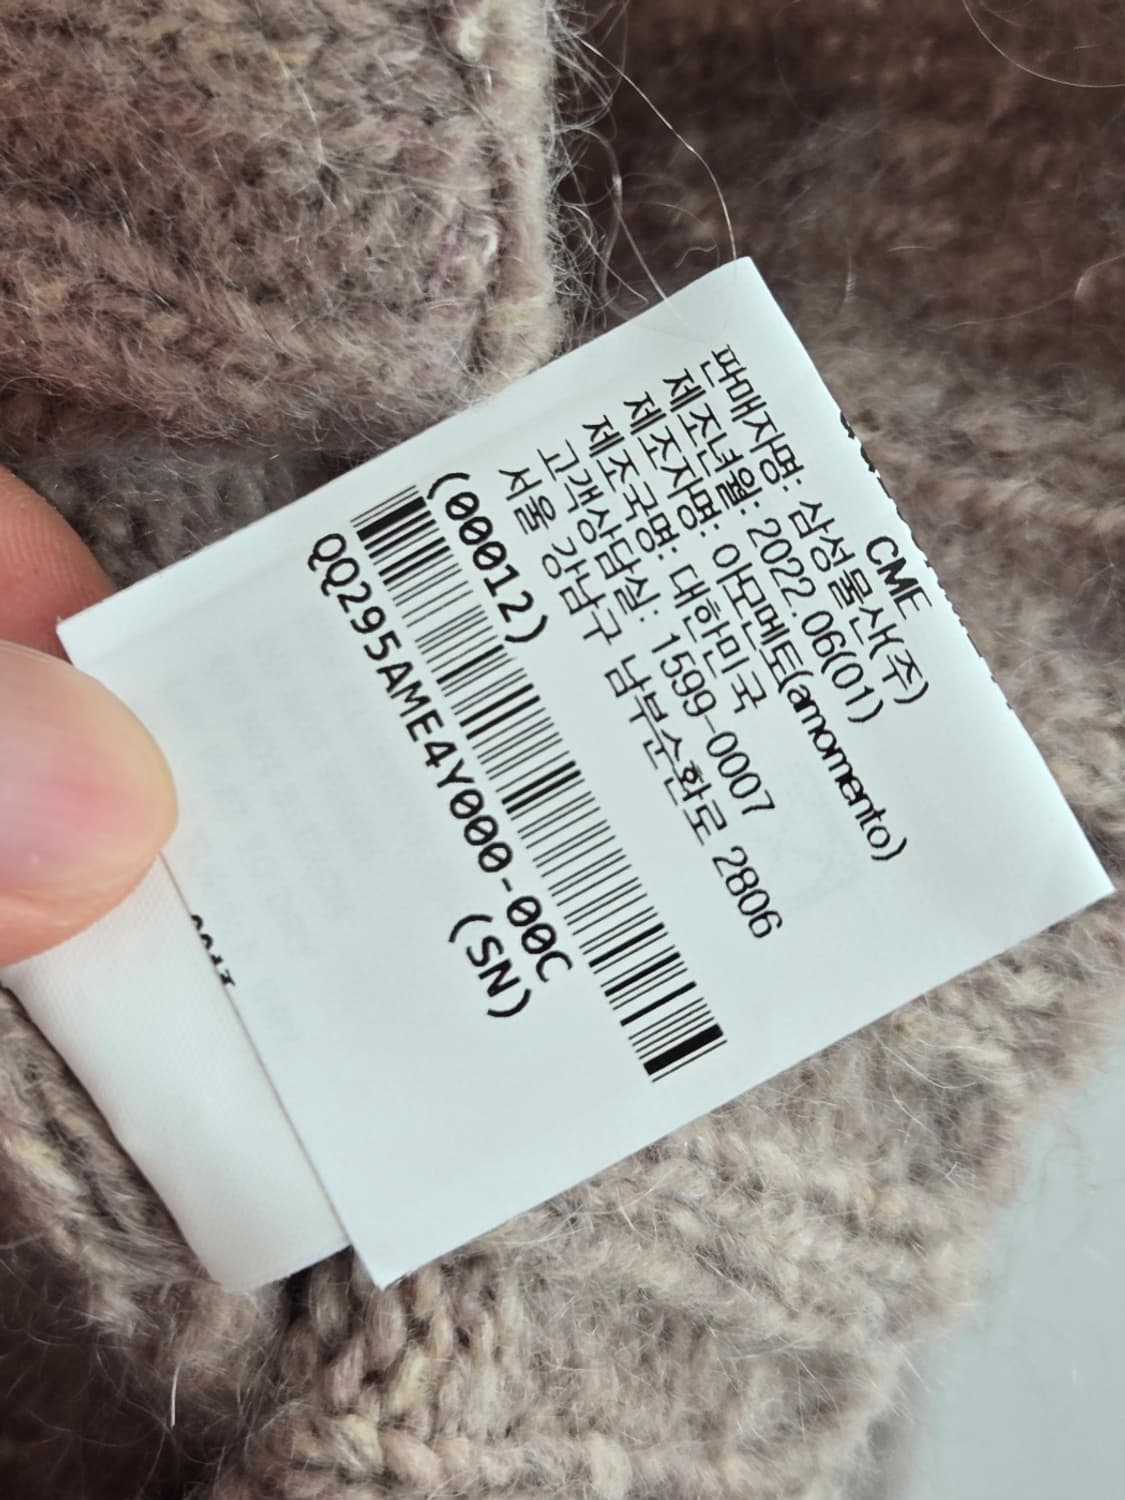 CME
판매자명: 삼성물산(주)
제조년월: 2022. 06(01)
제조자명: 아모멘토(amomento)
제조국명: 대한민국
고객상담실: 1599-0007
서울 강남구 남부순환로 2806
(00012)
QQ295AME4Y000-00C
(SN)